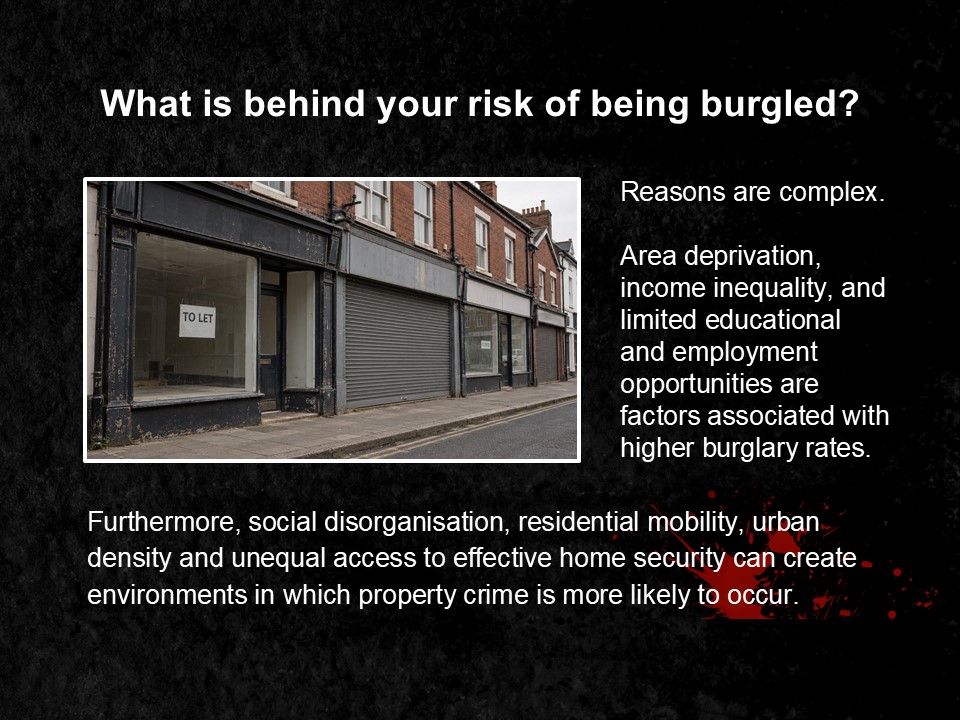 What is behind your risk of being burgled?
TO LET
Reasons are complex.
Area deprivation,
income inequality, and
limited educational
and employment
opportunities are
factors associated with
higher burglary rates.
Furthermore, social disorganisation, residential mobility, urban
density and unequal access to effective home security can create
environments in which property crime is more likely to occur.